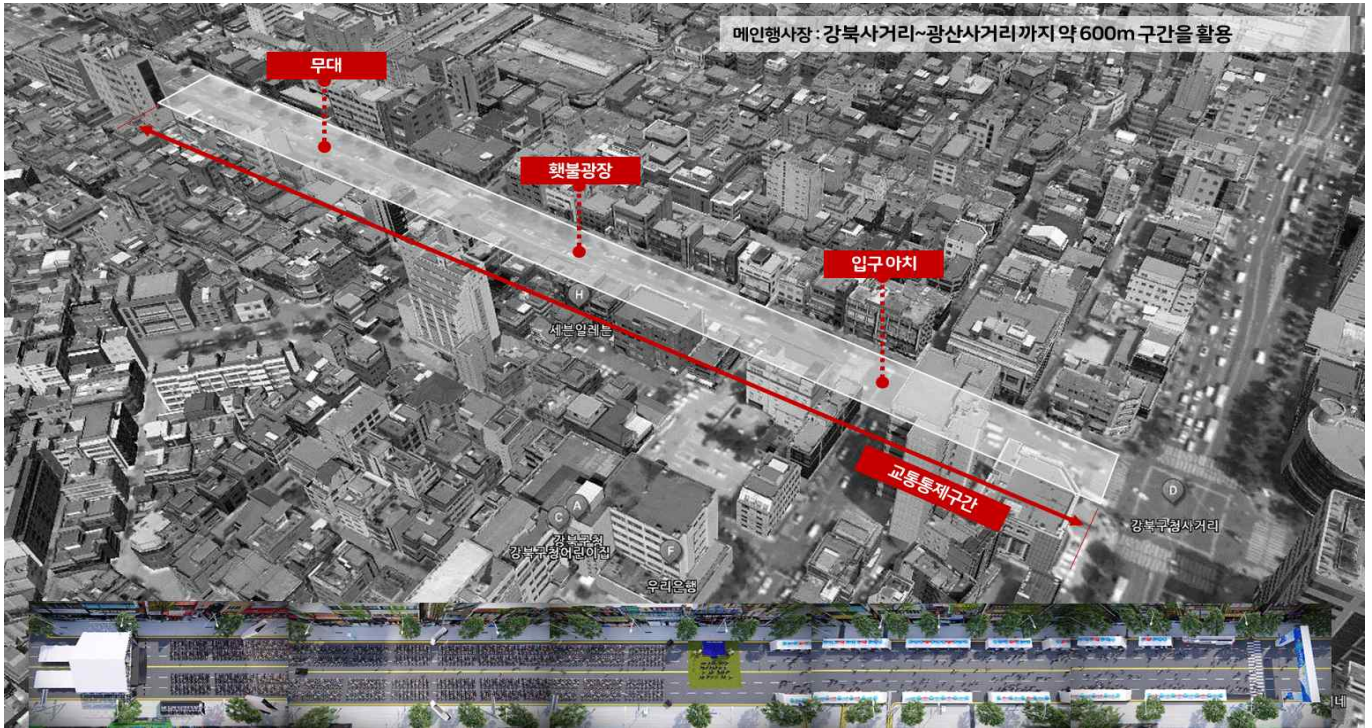 메인행사장 : 강북사거리~광산사거리까지 약 600m 구간을 활용
무대
횃불광장
입구 아치
H
세븐일레븐
교통통제구간
D
강북구청사거리
A
C
강북구청
강북구청어린이집
F
우리은행
네